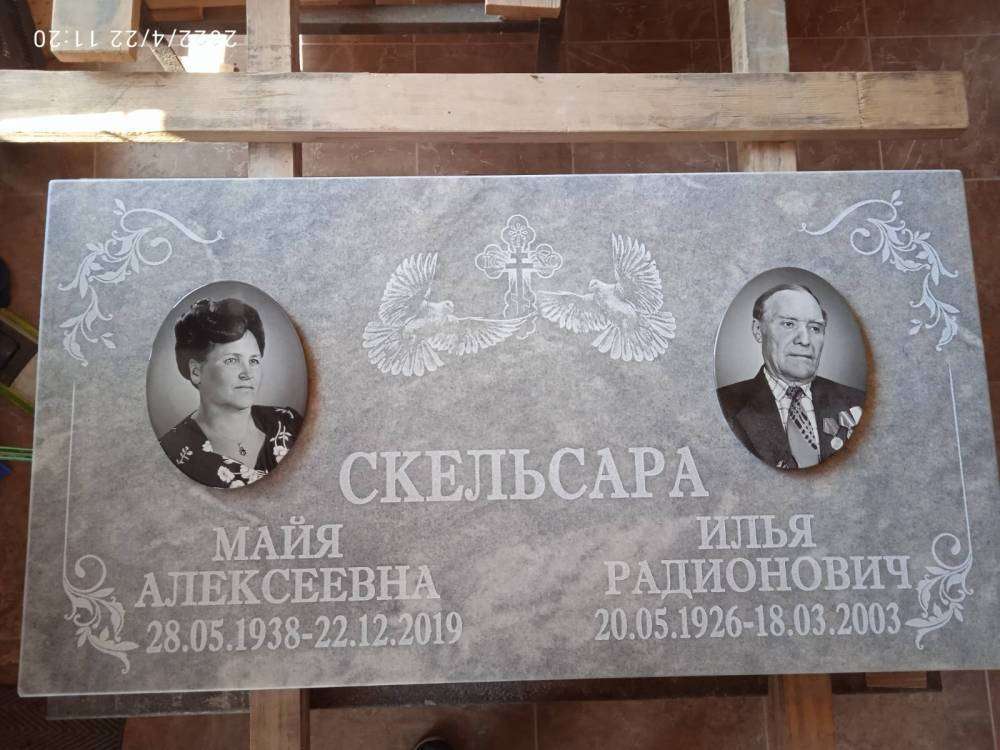 2022/4/22 11:20
СКЕЛЬСАРА
МАЙЯ
АЛЕКСЕЕВНА
28.05.1938-22.12.2019
ИЛЬЯ
РАДИОНОВИЧ
20.05.1926-18.03.2003